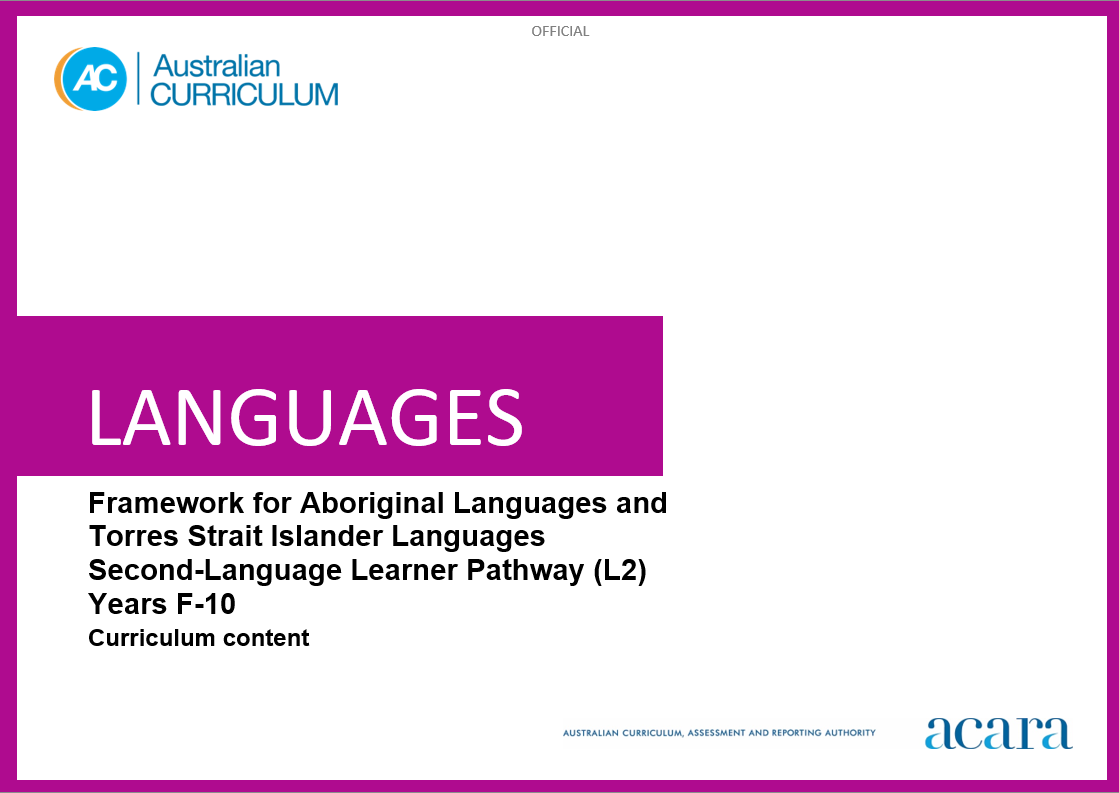 OFFICIAL
AC
Australian
CURRICULUM
LANGUAGES
Framework for Aboriginal Languages and
Torres Strait Islander Languages
Second-Language Learner Pathway (L2)
Years F-10
Curriculum content
AUSTRALIAN CURRICULUM, ASSESSMENT AND REPORTING AUTHORITY
acara